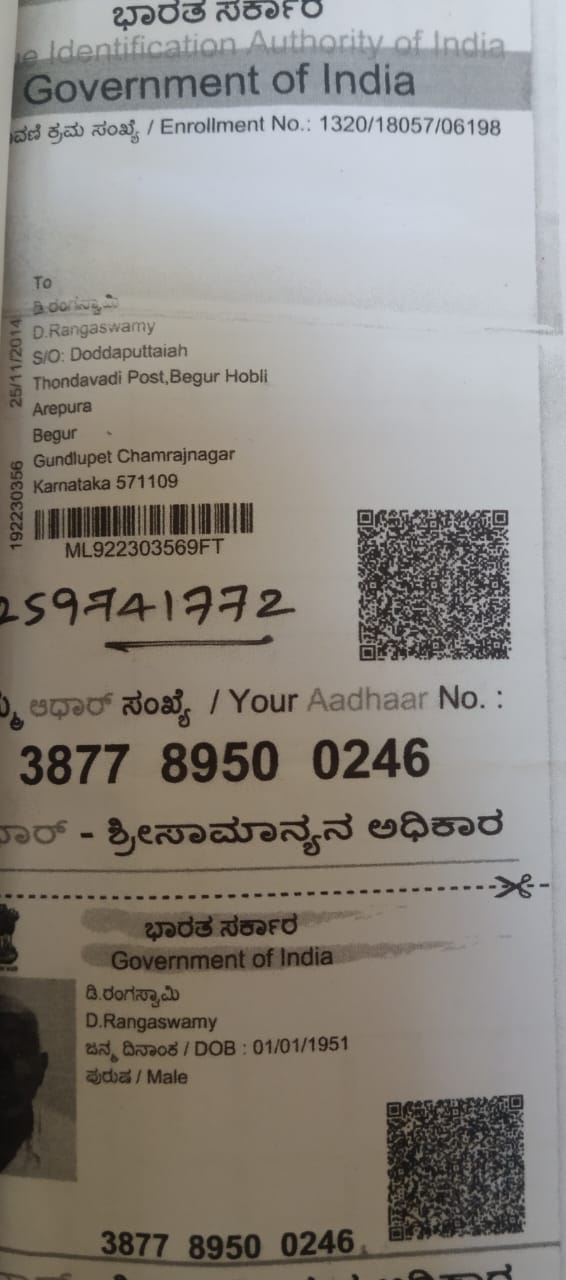 ಭಾರತ ಸರ್ಕಾರ
Identification Authority of India
Government of India
ಕ್ರಮ ಸಂಖ್ಯೆ / Enrollment No.: 1320/18057/06198
To
ಡಿ ರಂಗಸ್ವಾಮಿ
D.Rangaswamy
S/O: Doddaputtaiah
Thondavadi Post,Begur Hobli
Arepura
Begur
Gundlupet Chamrajnagar
Karnataka 571109
25/11/2014
192230356
ML922303569FT
259741772
ಆಧಾರ್ ಸಂಖ್ಯೆ / Your Aadhaar No. :
3877 8950 0246
- ಶ್ರೀಸಾಮಾನ್ಯನ ಅಧಿಕಾರ
ಭಾರತ ಸರ್ಕಾರ
Government of India
ಡಿ.ರಂಗಸ್ವಾಮಿ
D.Rangaswamy
ಜನ್ಮ ದಿನಾಂಕ / DOB : 01/01/1951
ಪುರುಷ / Male
3877 8950 0246